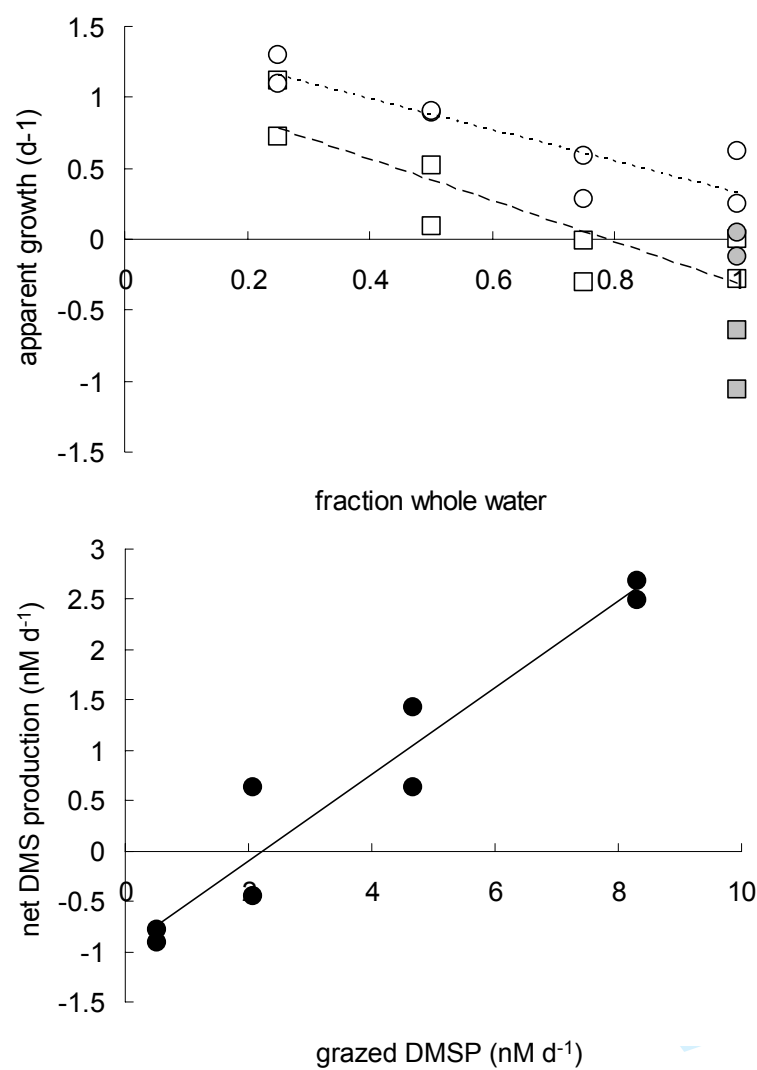 1.5
1
0.5
0
-0.5
-1
-1.5
0 0.2 0.4 0.6 0.8 1
apparent growth (d-1)
fraction whole water
3
2.5
2
1.5
1
0.5
0
-0.5
-1
-1.5
0 2 4 6 8 10
net DMS production (nM d-1)
grazed DMSP (nM d-1)